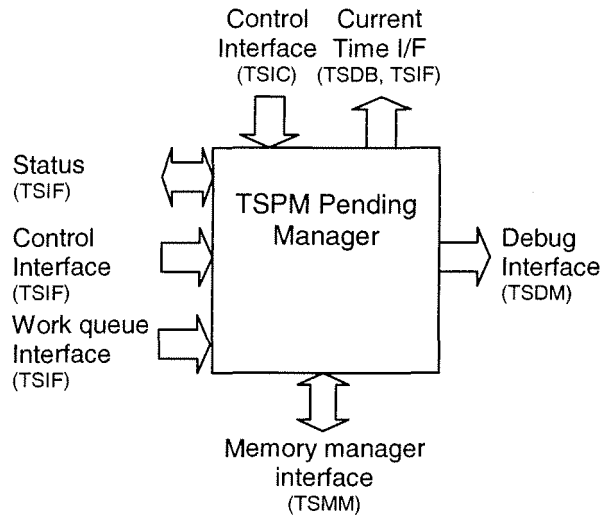 Control
Interface
(TSIC)
Current
Time I/F
(TSDB, TSIF)
Status
(TSIF)
TSPM Pending
Manager
Control
Interface
(TSIF)
Debug
Interface
(TSDM)
Work queue
Interface
(TSIF)
Memory manager
interface
(TSMM)